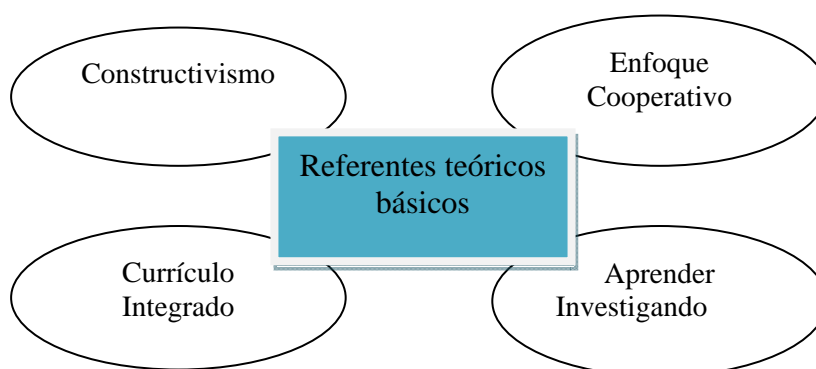 Constructivismo
Enfoque
Cooperativo
Referentes teóricos
básicos
Currículo
Integrado
Aprender
Investigando